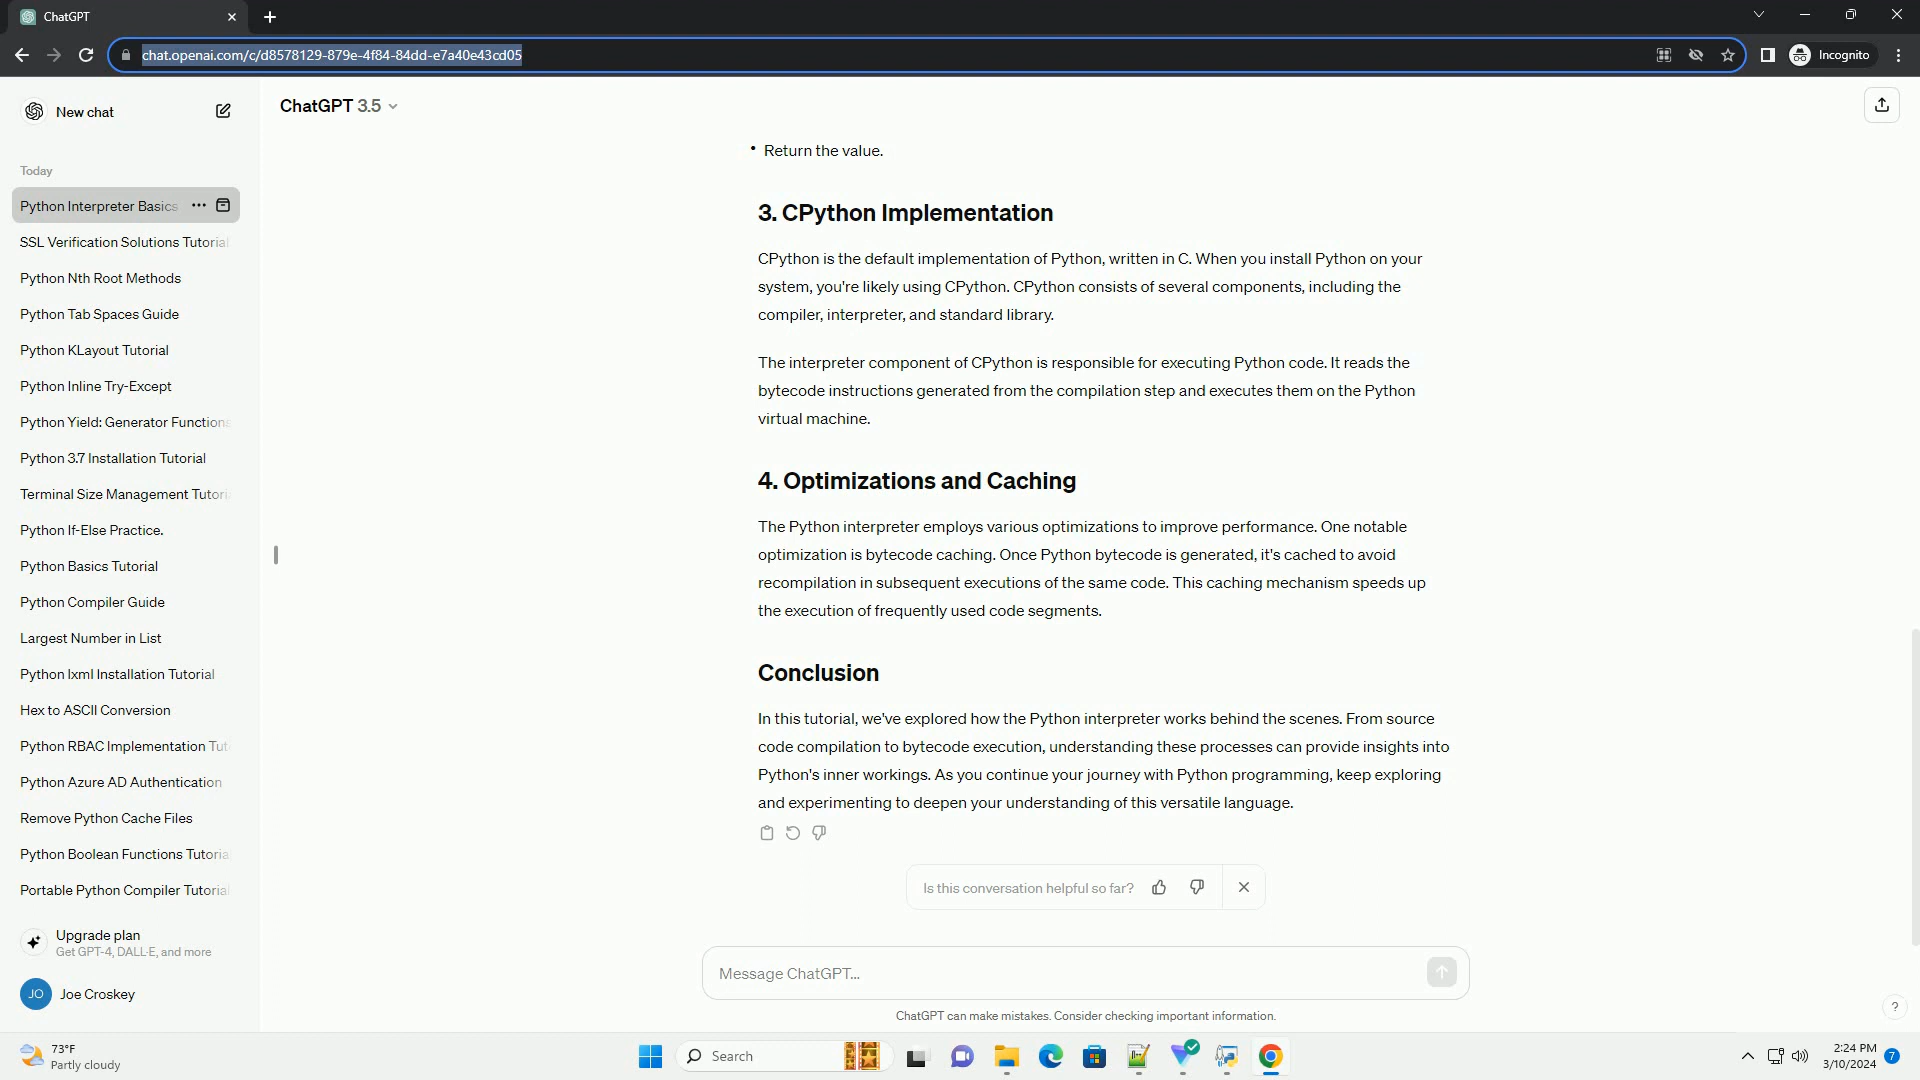 ChatGPT
chat.openai.com/c/d8578129-879e-4f84-84dd-e7a40e43cd05
Incognito
New chat
Today
Python Interpreter Basics
SSL Verification Solutions Tutorial
Python Nth Root Methods
Python Tab Spaces Guide
Python KLayout Tutorial
Python Inline Try-Except
Python Yield: Generator Functions
Python 3.7 Installation Tutorial
Terminal Size Management Tutori
Python If-Else Practice.
Python Basics Tutorial
Python Compiler Guide
Largest Number in List
Python lxml Installation Tutorial
Hex to ASCII Conversion
Python RBAC Implementation Tut
Python Azure AD Authentication
Remove Python Cache Files
Python Boolean Functions Tutoria
Portable Python Compiler Tutorial
Upgrade plan
Get GPT-4, DALL·E, and more
JO Joe Croskey
ChatGPT 3.5
• Return the value.
3. CPython Implementation
CPython is the default implementation of Python, written in C. When you install Python on your
system, you're likely using CPython. CPython consists of several components, including the
compiler, interpreter, and standard library.
The interpreter component of CPython is responsible for executing Python code. It reads the
bytecode instructions generated from the compilation step and executes them on the Python
virtual machine.
4. Optimizations and Caching
The Python interpreter employs various optimizations to improve performance. One notable
optimization is bytecode caching. Once Python bytecode is generated, it's cached to avoid
recompilation in subsequent executions of the same code. This caching mechanism speeds up
the execution of frequently used code segments.
Conclusion
In this tutorial, we've explored how the Python interpreter works behind the scenes. From source
code compilation to bytecode execution, understanding these processes can provide insights into
Python's inner workings. As you continue your journey with Python programming, keep exploring
and experimenting to deepen your understanding of this versatile language.
Is this conversation helpful so far?
Message ChatGPT...
ChatGPT can make mistakes. Consider checking important information.
?
73°F
Partly cloudy
Search
2:24 PM
3/10/2024
7